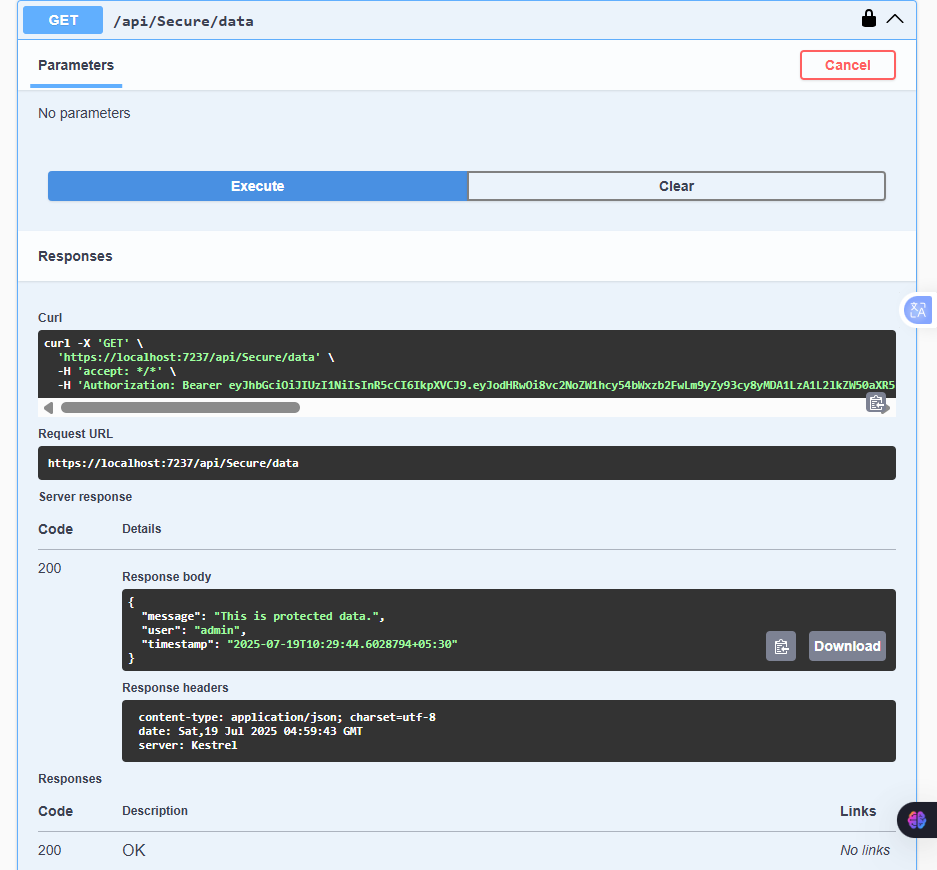 GET /api/Secure/data
Parameters Cancel
No parameters
Execute Clear
Responses
Curl
curl -X 'GET' \
'https://localhost:7237/api/Secure/data' \
-H 'accept: */*' \
-H 'Authorization: Bearer eyJhbGciOiJIUzI1NiIsInR5cCI6IkpXVCJ9.eyJodHRwOi8vc2NoZW1hcy54bWxzb2FwLm9yZy93cy8yMDA1LzA1L2lkZW50aXR5
Request URL
https://localhost:7237/api/Secure/data
Server response
Code Details
200
Response body
{
"message": "This is protected data.",
"user": "admin",
"timestamp": "2025-07-19T10:29:44.6028794+05:30"
}
Download
Response headers
content-type: application/json; charset=utf-8
date: Sat,19 Jul 2025 04:59:43 GMT
server: Kestrel
Responses
Code Description Links
200 OK No links